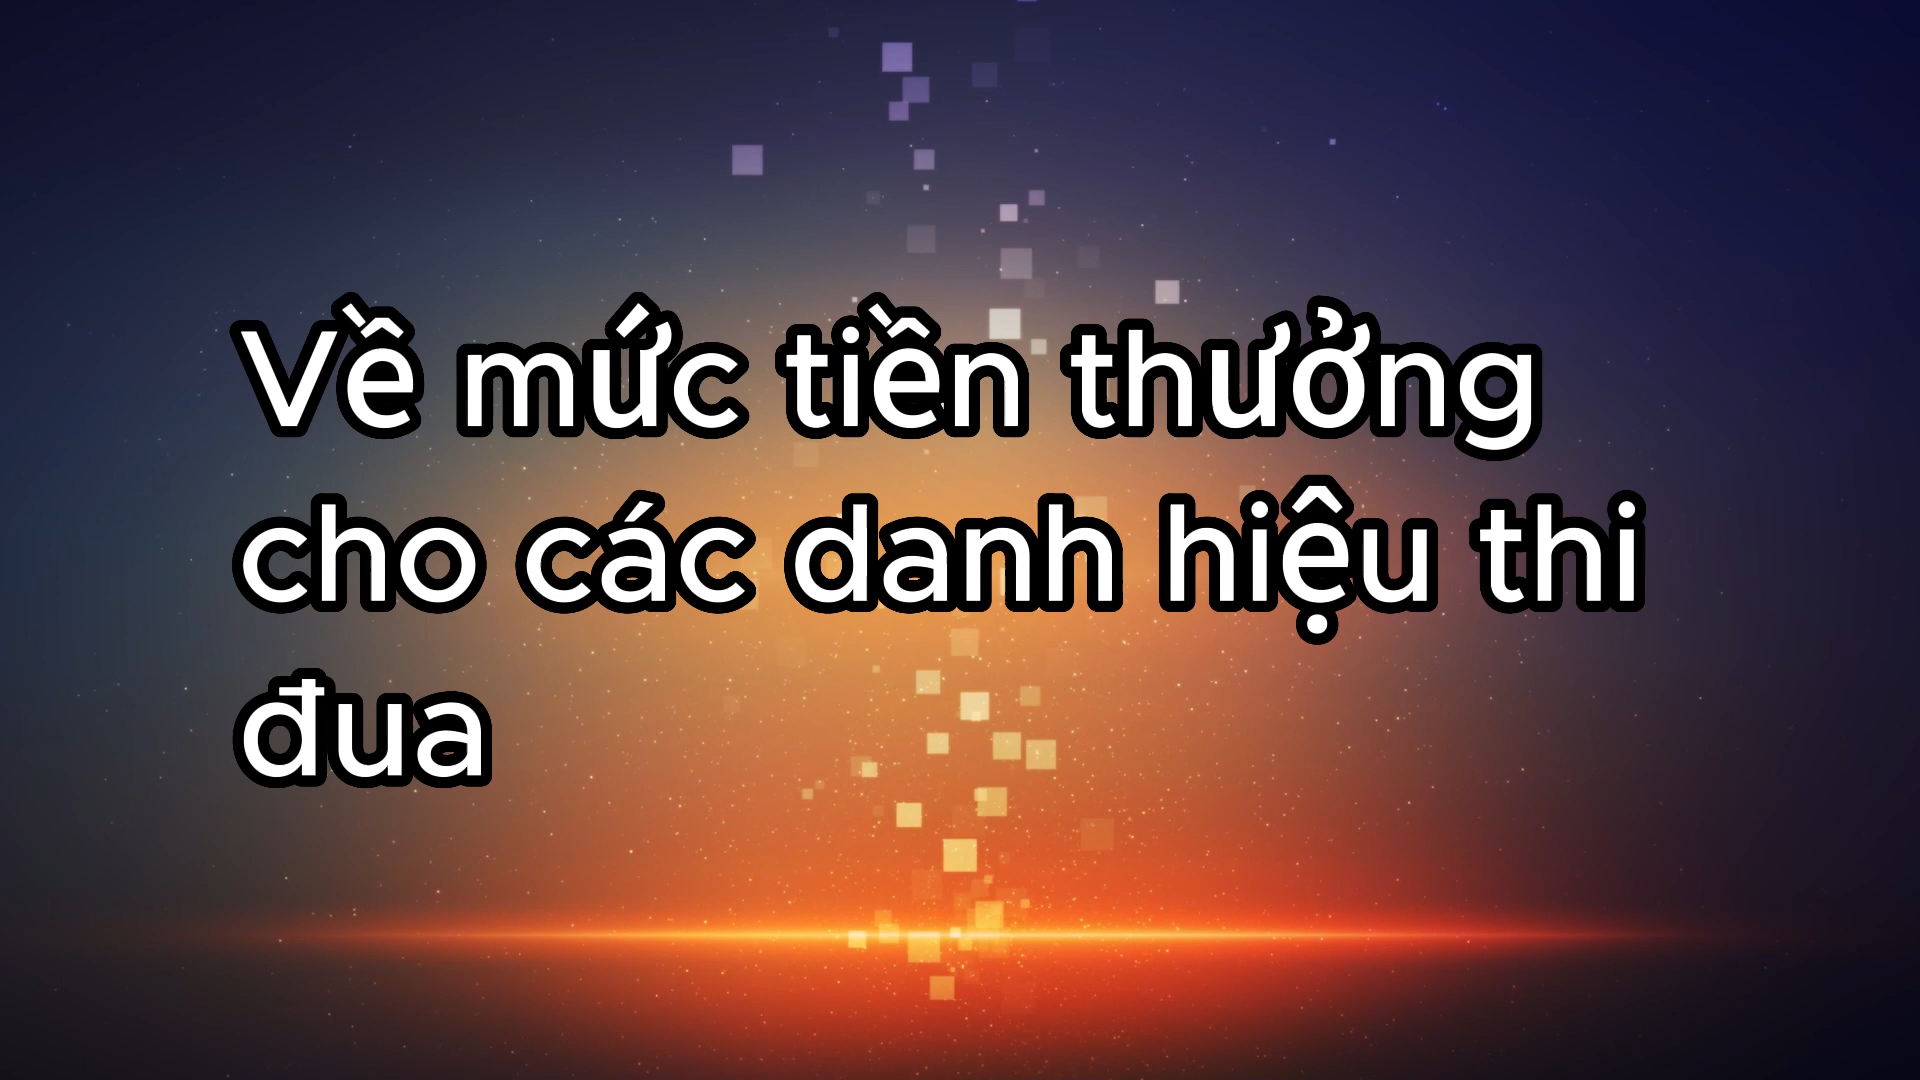 Về mức tiền thưởng
cho các danh hiệu thi
đua